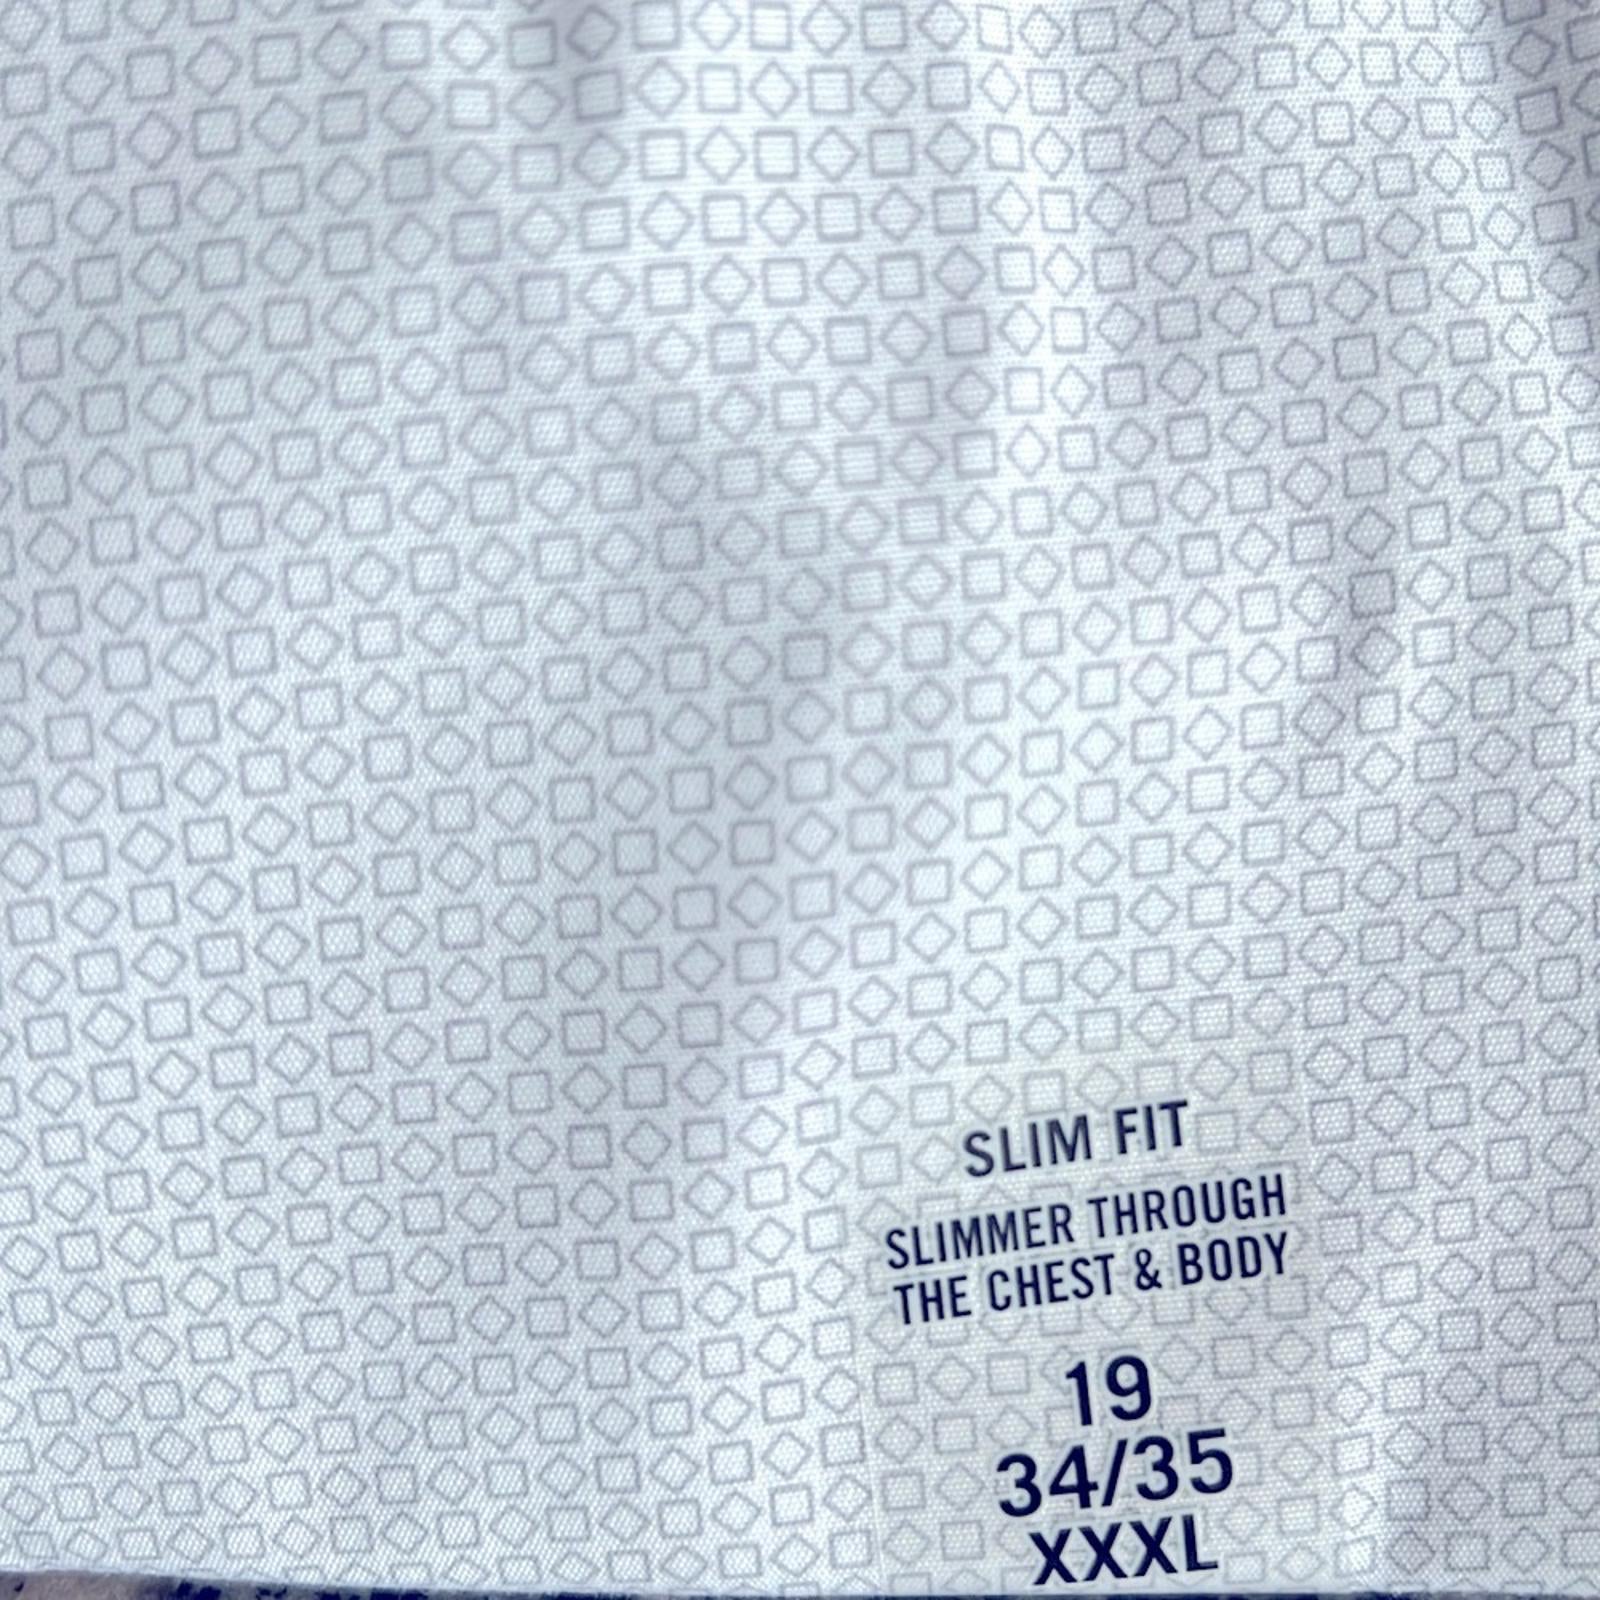 SLIM FIT
SLIMMER THROUGH
THE CHEST & BODY
19
34/35
XXXL